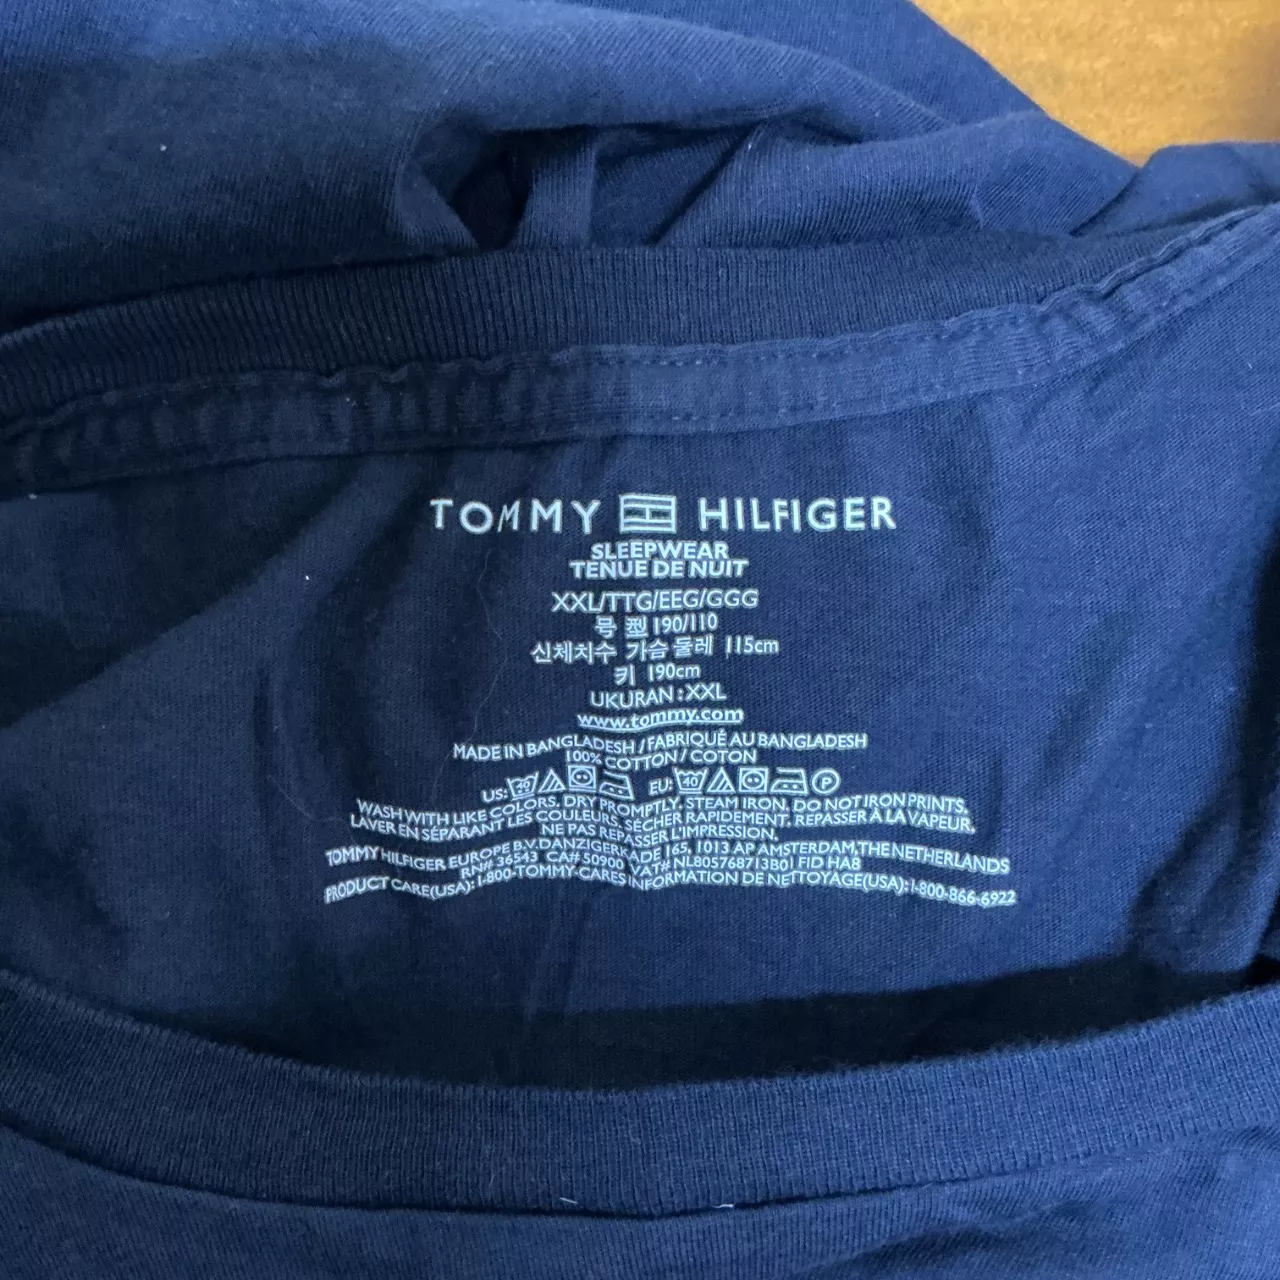 TOMMY HILFIGER
SLEEPWEAR
TENUE DE NUIT
XXL/TTG/EEG/GGG
号 型 190/110
신체치수 가슴둘레 115cm
키 190cm
UKURAN : XXL
www.tommy.com
MADE IN BANGLADESH / FABRIQUÉ AU BANGLADESH
100% COTTON / COTON
US: 40 EU: 40 P
WASH WITH LIKE COLORS. DRY PROMPTLY. STEAM IRON. DO NOT IRON PRINTS.
LAVER EN SÉPARANT LES COULEURS. SÉCHER RAPIDEMENT. REPASSER À LA VAPEUR.
NE PAS REPASSER L'IMPRESSION.
TOMMY HILFIGER EUROPE B.V. DANZIGERKADE 165, 1013 AP AMSTERDAM, THE NETHERLANDS
RN# 36543 CA# 50900 VAT# NL805768713B01 FID HAB
PRODUCT CARE(USA): 1-800-TOMMY-CARES INFORMATION DE NETTOYAGE(USA): 1-800-866-6922